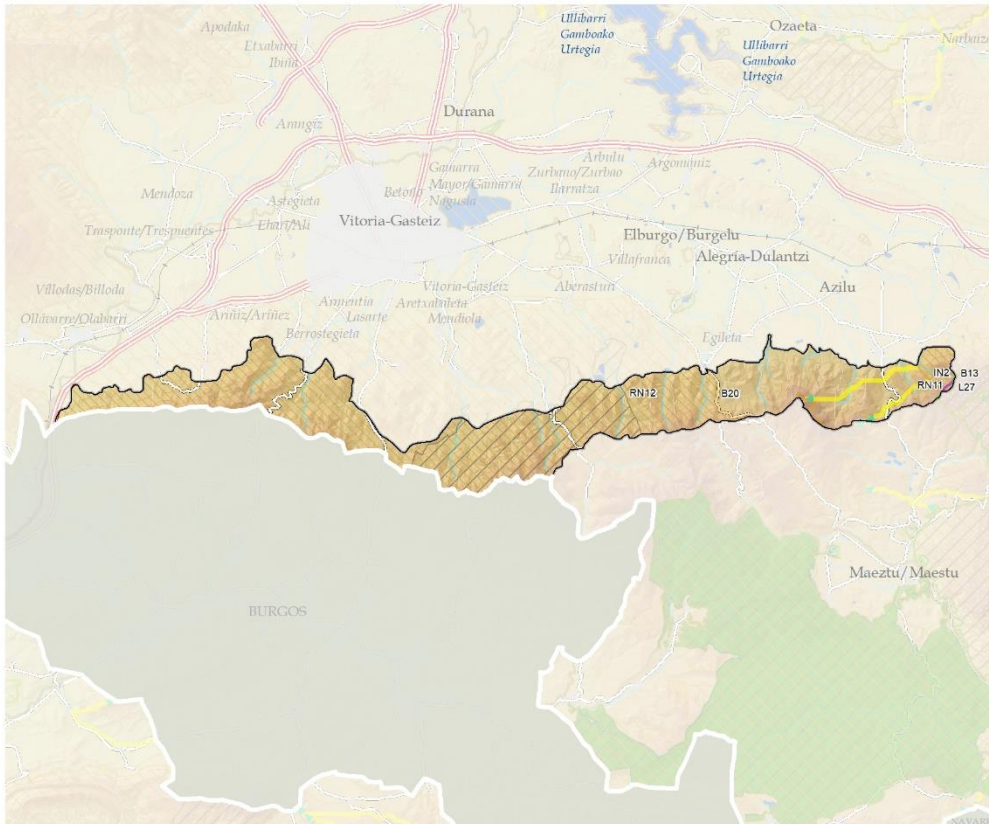 Apodaka
Etxabarri
Ibiña
Ullibarri
Gamboako
Urtegia
Ozaeta
Ullibarri
Gamboako
Urtegia
Narbaiza
Durana
Arangiz
Gamarra
Mayor/Gamarra
Nagusia
Arbulu
Zurbano/Zurbao
Argomaniz
Ilarratza
Mendoza
Betoño
Astegieta
Ehari/Ali
Vitoria-Gasteiz
Trasponte/Trespuentes
Elburgo/Burgelu
Villafranca
Alegría-Dulantzi
Villodas/Billoda
Armentia
Lasarte
Vitoria-Gasteiz
Aretxabaleta
Mendiola
Aberasturi
Azilu
Ollávarre/Olabarri
Ariñiz/Aríñez
Berrostegieta
Egileta
IN2
B13
RN11
L27
RN12
B20
Maeztu/Maestu
BURGOS